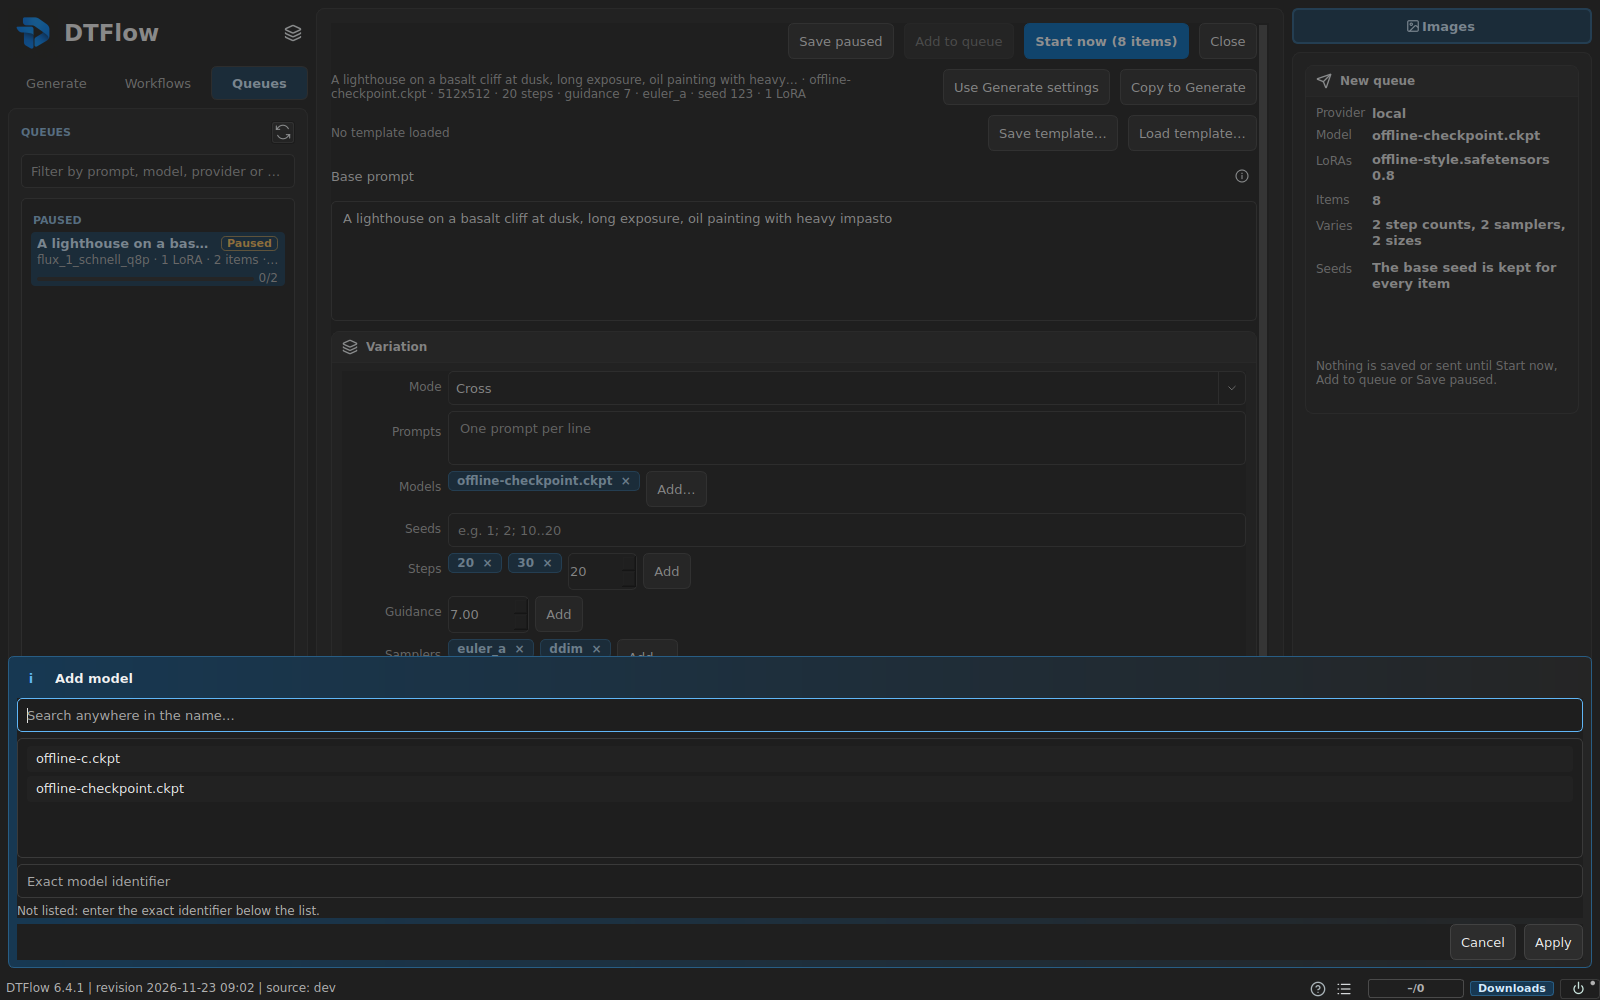 DTFlow
Generate
Workflows
Queues
QUEUES
Filter by prompt, model, provider or ...
PAUSED
A lighthouse on a bas...
Paused
flux_1_schnell_q8p · 1 LoRA · 2 items ·...
0/2
Save paused
Add to queue
Start now (8 items)
Close
A lighthouse on a basalt cliff at dusk, long exposure, oil painting with heavy... · offline-
checkpoint.ckpt · 512x512 · 20 steps · guidance 7 · euler_a · seed 123 · 1 LoRA
Use Generate settings
Copy to Generate
No template loaded
Save template...
Load template...
Base prompt
A lighthouse on a basalt cliff at dusk, long exposure, oil painting with heavy impasto
Variation
Mode
Cross
Prompts
One prompt per line
Models
offline-checkpoint.ckpt ×
Add...
Seeds
e.g. 1; 2; 10..20
Steps
20 ×
30 ×
20
Add
Guidance
7.00
Add
Samplers
euler_a ×
ddim ×
Add...
Images
New queue
Provider
local
Model
offline-checkpoint.ckpt
LoRAs
offline-style.safetensors
0.8
Items
8
Varies
2 step counts, 2 samplers,
2 sizes
Seeds
The base seed is kept for
every item
Nothing is saved or sent until Start now,
Add to queue or Save paused.
i
Add model
Search anywhere in the name...
offline-c.ckpt
offline-checkpoint.ckpt
Exact model identifier
Not listed: enter the exact identifier below the list.
Cancel
Apply
DTFlow 6.4.1 | revision 2026-11-23 09:02 | source: dev
-/0
Downloads